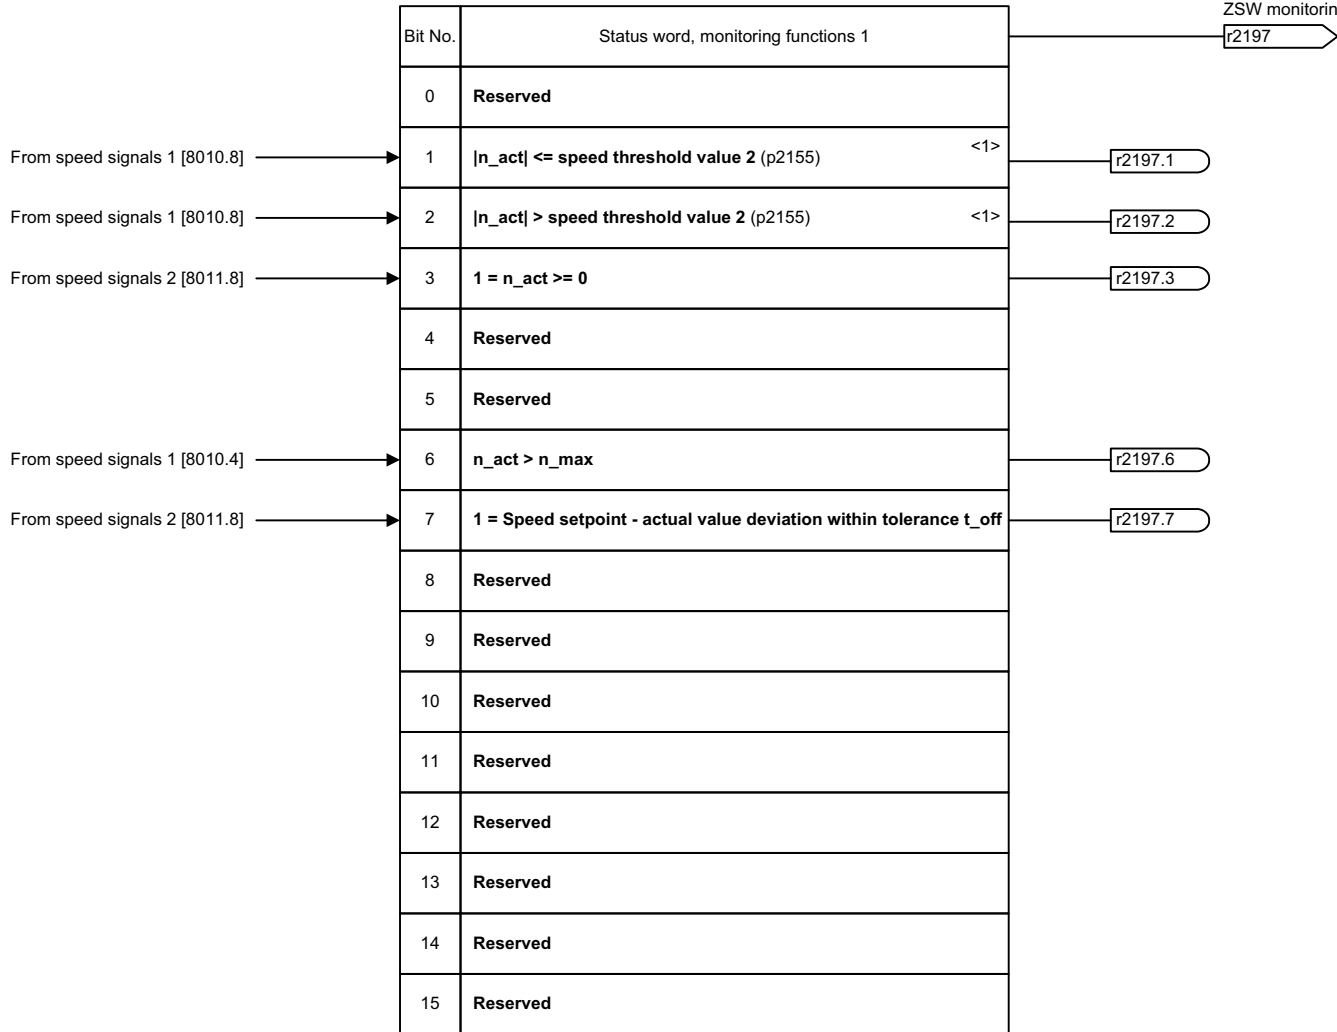 ZSW monitorin
Bit No. Status word, monitoring functions 1 r2197
0 Reserved
From speed signals 1 [8010.8] 1 |n_act| <= speed threshold value 2 (p2155) <1> r2197.1
From speed signals 1 [8010.8] 2 |n_act| > speed threshold value 2 (p2155) <1> r2197.2
From speed signals 2 [8011.8] 3 1 = n_act >= 0 r2197.3
4 Reserved
5 Reserved
From speed signals 1 [8010.4] 6 n_act > n_max r2197.6
From speed signals 2 [8011.8] 7 1 = Speed setpoint - actual value deviation within tolerance t_off r2197.7
8 Reserved
9 Reserved
10 Reserved
11 Reserved
12 Reserved
13 Reserved
14 Reserved
15 Reserved